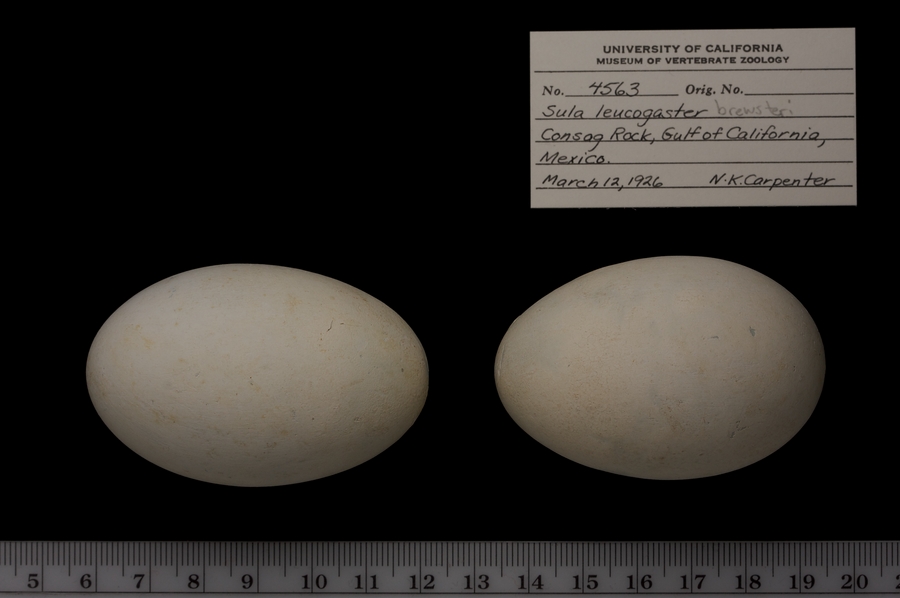 UNIVERSITY OF CALIFORNIA
MUSEUM OF VERTEBRATE ZOOLOGY
No. 4563 Orig. No.
Sula leucogaster brewsteri
Consag Rock, Gulf of California,
Mexico.
March 12, 1926 N.K. Carpenter
5 6 7 8 9 10 11 12 13 14 15 16 17 18 19 20